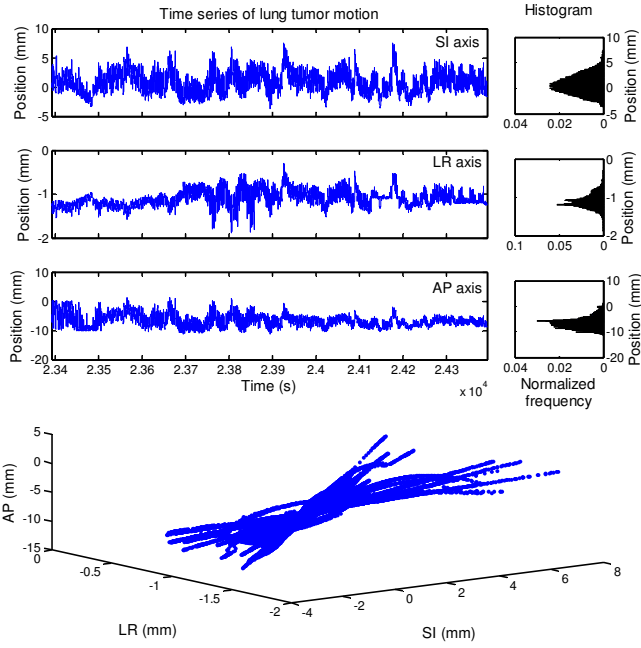 Time series of lung tumor motion
Histogram
10
5
0
-5
Position (mm)
SI axis
10
5
0
-5
Position (mm)
0.04 0.02 0
0
-1
-2
Position (mm)
LR axis
0
-1
-2
Position (mm)
0.1 0.05 0
10
0
-10
-20
Position (mm)
AP axis
10
0
-10
-20
Position (mm)
2.34 2.35 2.36 2.37 2.38 2.39 2.4 2.41 2.42 2.43
0.04 0.02 0
Time (s)
x 10^4
Normalized
frequency
5
0
-5
-10
-15
AP (mm)
0
-0.5
-1
-1.5
-2
LR (mm)
-4
-2
0
2
4
6
8
SI (mm)